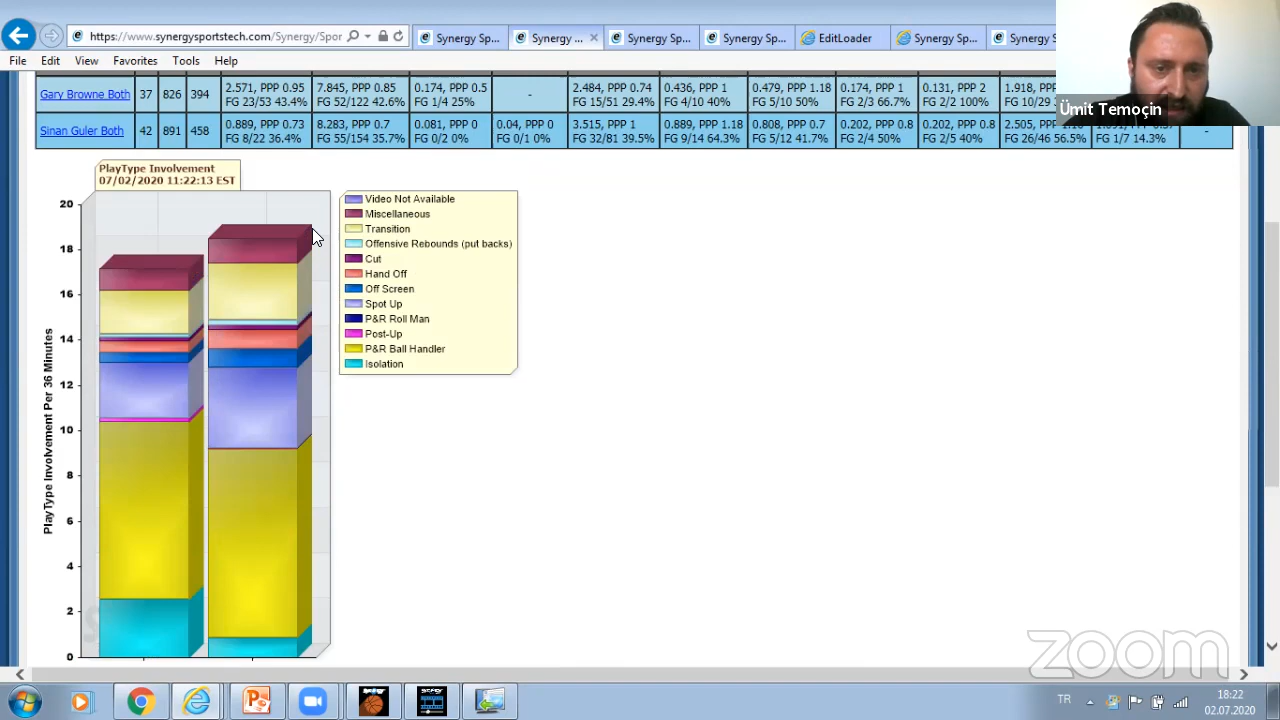 https://www.synergysportstech.com/Synergy/Spor
Synergy Sp...
Synergy ...
Synergy Sp...
Synergy Sp...
EditLoader
Synergy Sp...
Synergy S
File Edit View Favorites Tools Help
Gary Browne Both 37 826 394 2.571, PPP 0.95 7.845, PPP 0.85 0.174, PPP 0.5 - 2.484, PPP 0.74 0.436, PPP 1 0.479, PPP 1.18 0.174, PPP 1 0.131, PPP 2 1.918, PP
FG 23/53 43.4% FG 52/122 42.6% FG 1/4 25% FG 15/51 29.4% FG 4/10 40% FG 5/10 50% FG 2/3 66.7% FG 2/2 100% FG 10/29
Ümit Temoçin
Sinan Guler Both 42 891 458 0.889, PPP 0.73 8.283, PPP 0.7 0.081, PPP 0 0.04, PPP 0 3.515, PPP 1 0.889, PPP 1.18 0.808, PPP 0.7 0.202, PPP 0.8 0.202, PPP 0.8 2.505, PPP -
FG 8/22 36.4% FG 55/154 35.7% FG 0/2 0% FG 0/1 0% FG 32/81 39.5% FG 9/14 64.3% FG 5/12 41.7% FG 2/4 50% FG 2/5 40% FG 26/46 56.5% FG 1/7 14.3%
PlayType Involvement
07/02/2020 11:22:13 EST
PlayType Involvement Per 36 Minutes
20
18
16
14
12
10
8
6
4
2
0
Video Not Available
Miscellaneous
Transition
Offensive Rebounds (put backs)
Cut
Hand Off
Off Screen
Spot Up
P&R Roll Man
Post-Up
P&R Ball Handler
Isolation
zoom
TR
18:22
02.07.2020